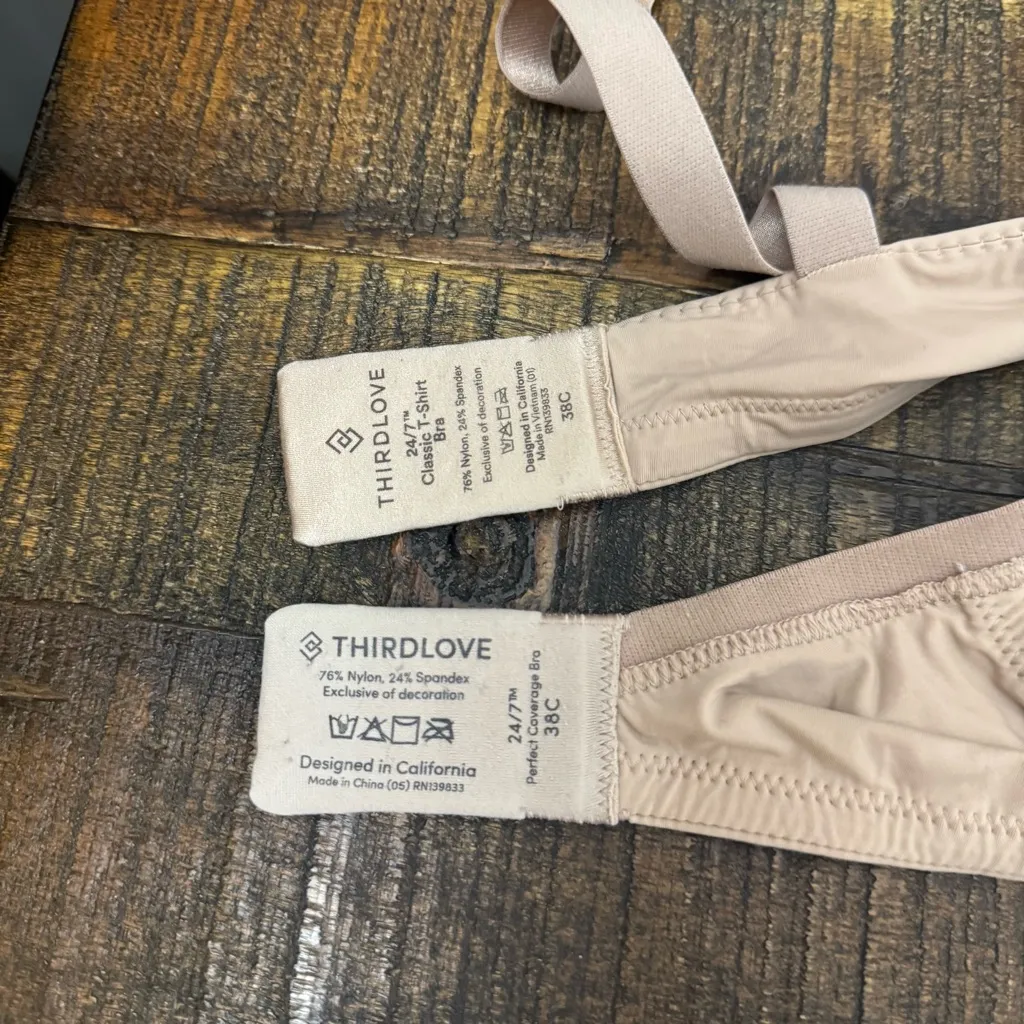 THIRDLOVE
24/7™
Classic T-Shirt
Bra
76% Nylon, 24% Spandex
Exclusive of decoration
Designed in California
Made in Vietnam (01)
RN139833
38C
THIRDLOVE
76% Nylon, 24% Spandex
Exclusive of decoration
Designed in California
Made in China (05) RN139833
24/7™
Perfect Coverage Bra
38C